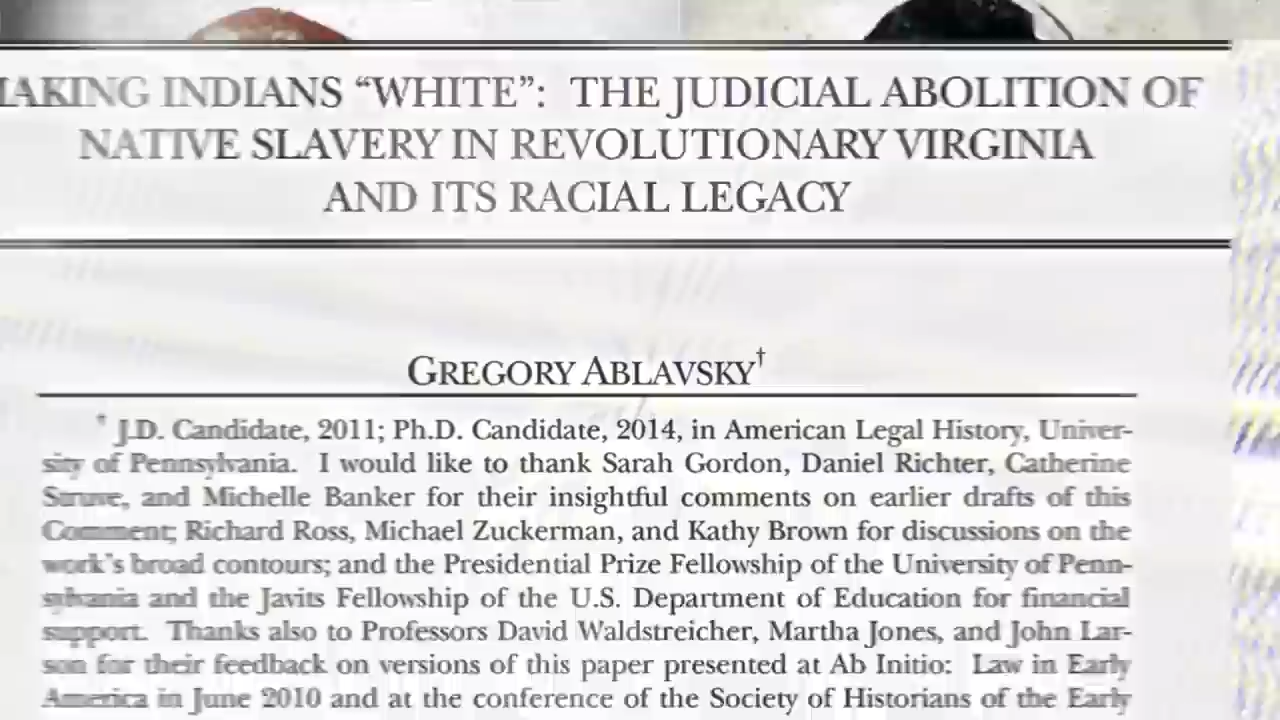 MAKING INDIANS “WHITE”: THE JUDICIAL ABOLITION OF
NATIVE SLAVERY IN REVOLUTIONARY VIRGINIA
AND ITS RACIAL LEGACY
GREGORY ABLAVSKY†
† J.D. Candidate, 2011; Ph.D. Candidate, 2014, in American Legal History, Univer-
sity of Pennsylvania. I would like to thank Sarah Gordon, Daniel Richter, Catherine
Struve, and Michelle Banker for their insightful comments on earlier drafts of this
Comment; Richard Ross, Michael Zuckerman, and Kathy Brown for discussions on the
work’s broad contours; and the Presidential Prize Fellowship of the University of Penn-
sylvania and the Javits Fellowship of the U.S. Department of Education for financial
support. Thanks also to Professors David Waldstreicher, Martha Jones, and John Lar-
son for their feedback on versions of this paper presented at Ab Initio: Law in Early
America in June 2010 and at the conference of the Society of Historians of the Early